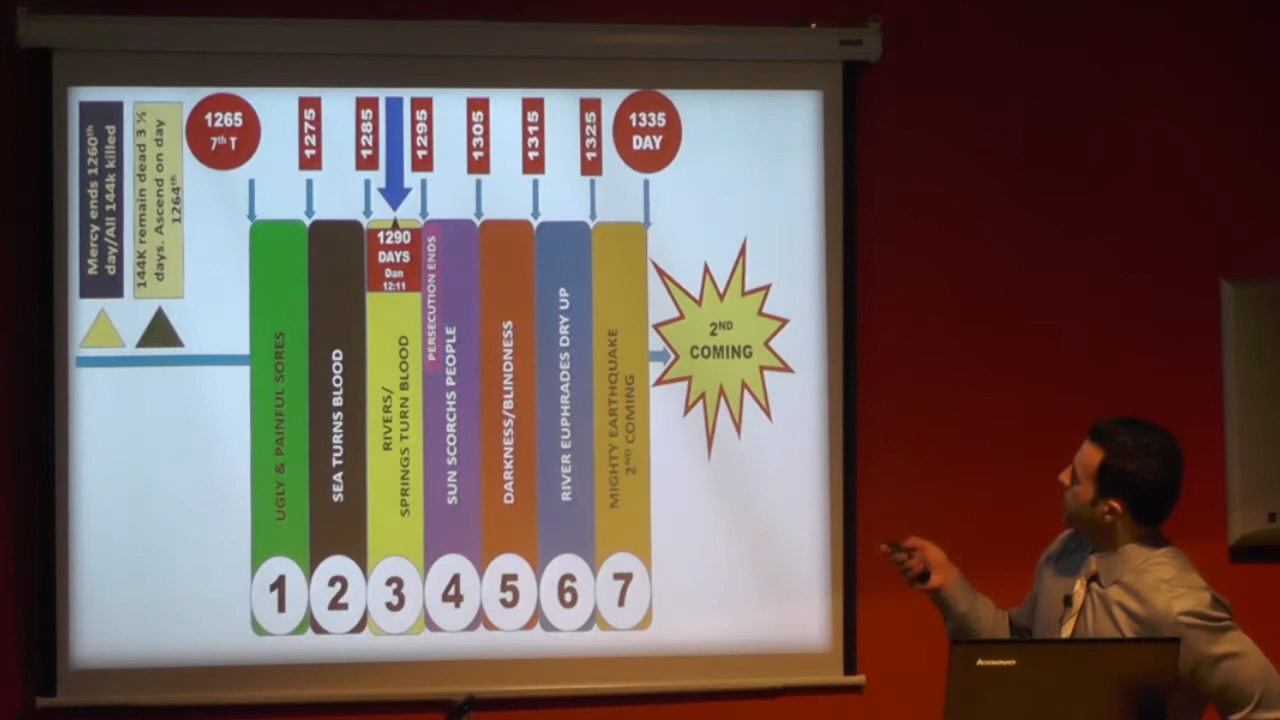 Mercy ends 1260th
day/All 144k killed
144K remain dead 3 ½
days. Ascend on day
1264th
1265
7th T
1275
1285
1295
1305
1315
1325
1335
DAY
1290
DAYS
Dan
12:11
UGLY & PAINFUL SORES
SEA TURNS BLOOD
RIVERS/
SPRINGS TURN BLOOD
PERSECUTION ENDS
SUN SCORCHS PEOPLE
DARKNESS/BLINDNESS
RIVER EUPHRADES DRY UP
MIGHTY EARTHQUAKE
2ND COMING
2ND
COMING
1
2
3
4
5
6
7
lenovo